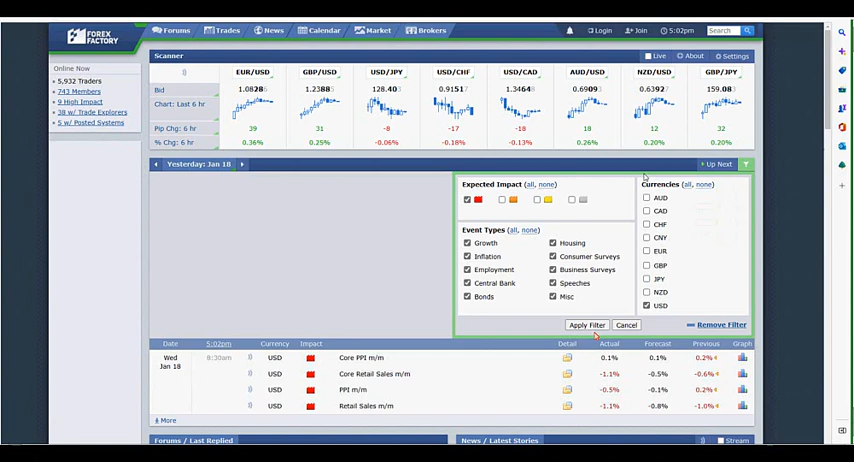 FOREX FACTORY
Forums Trades News Calendar Market Brokers
Login Join 5:02pm Search
Scanner Live About Settings
Online Now
5,932 Traders
743 Members
9 High Impact
38 w/ Trade Explorers
5 w/ Posted Systems
EUR/USD GBP/USD USD/JPY USD/CHF USD/CAD AUD/USD NZD/USD GBP/JPY
Bid 1.08286 1.23885 128.403 0.91517 1.34648 0.69093 0.63927 159.083
Chart: Last 6 hr
Pip Chg: 6 hr 39 31 -8 -17 -18 18 12 32
% Chg: 6 hr 0.36% 0.25% -0.06% -0.18% -0.13% 0.26% 0.20% 0.20%
Yesterday: Jan 18 Up Next
Expected Impact (all, none)
Event Types (all, none)
Growth Housing
Inflation Consumer Surveys
Employment Business Surveys
Central Bank Speeches
Bonds Misc
Currencies (all, none)
AUD
CAD
CHF
CNY
EUR
GBP
JPY
NZD
USD
Apply Filter Cancel Remove Filter
Date 5:02pm Currency Impact Detail Actual Forecast Previous Graph
Wed Jan 18 8:30am USD Core PPI m/m 0.1% 0.1% 0.2%
USD Core Retail Sales m/m -1.1% -0.5% -0.6%
USD PPI m/m -0.5% -0.1% 0.2%
USD Retail Sales m/m -1.1% -0.8% -1.0%
More
Forums / Last Replied News / Latest Stories Stream